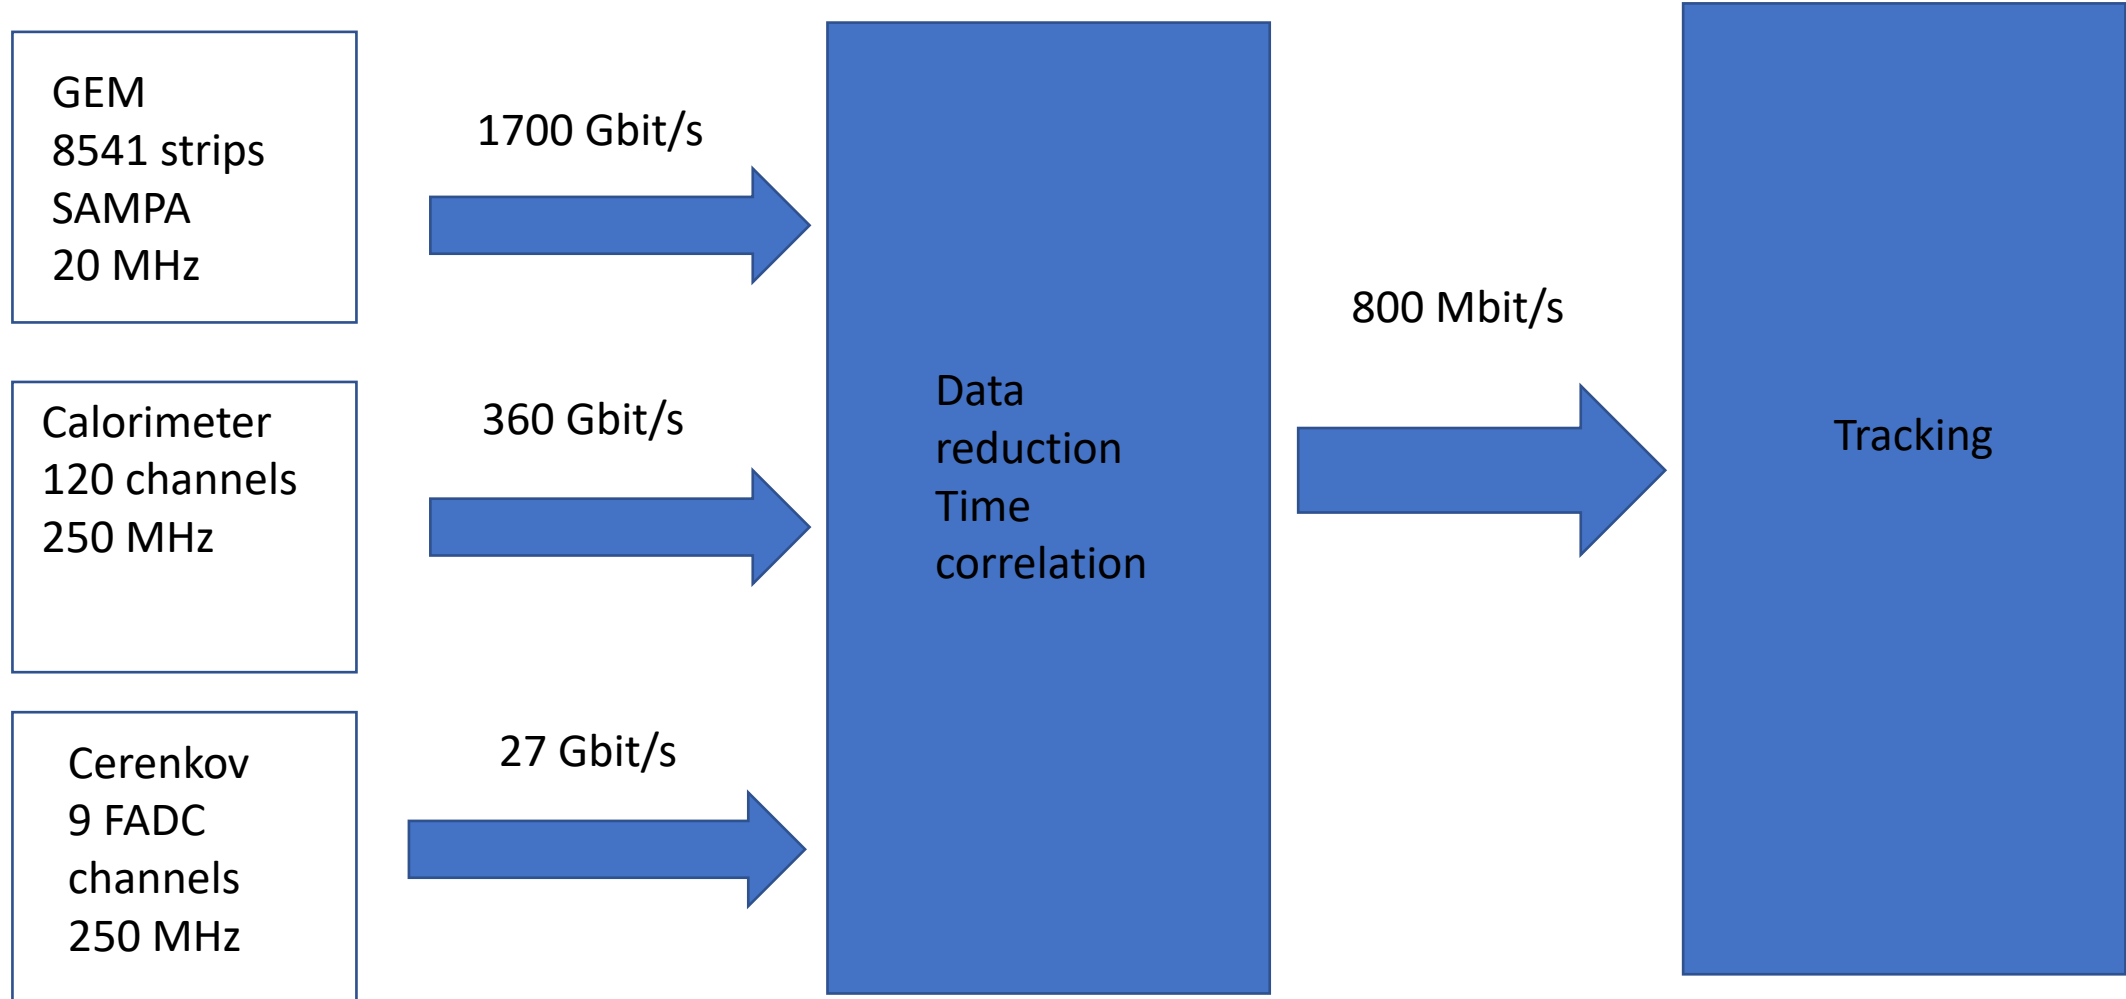 GEM
8541 strips
SAMPA
20 MHz
1700 Gbit/s
Calorimeter
120 channels
250 MHz
360 Gbit/s
Cerenkov
9 FADC
channels
250 MHz
27 Gbit/s
Data
reduction
Time
correlation
800 Mbit/s
Tracking